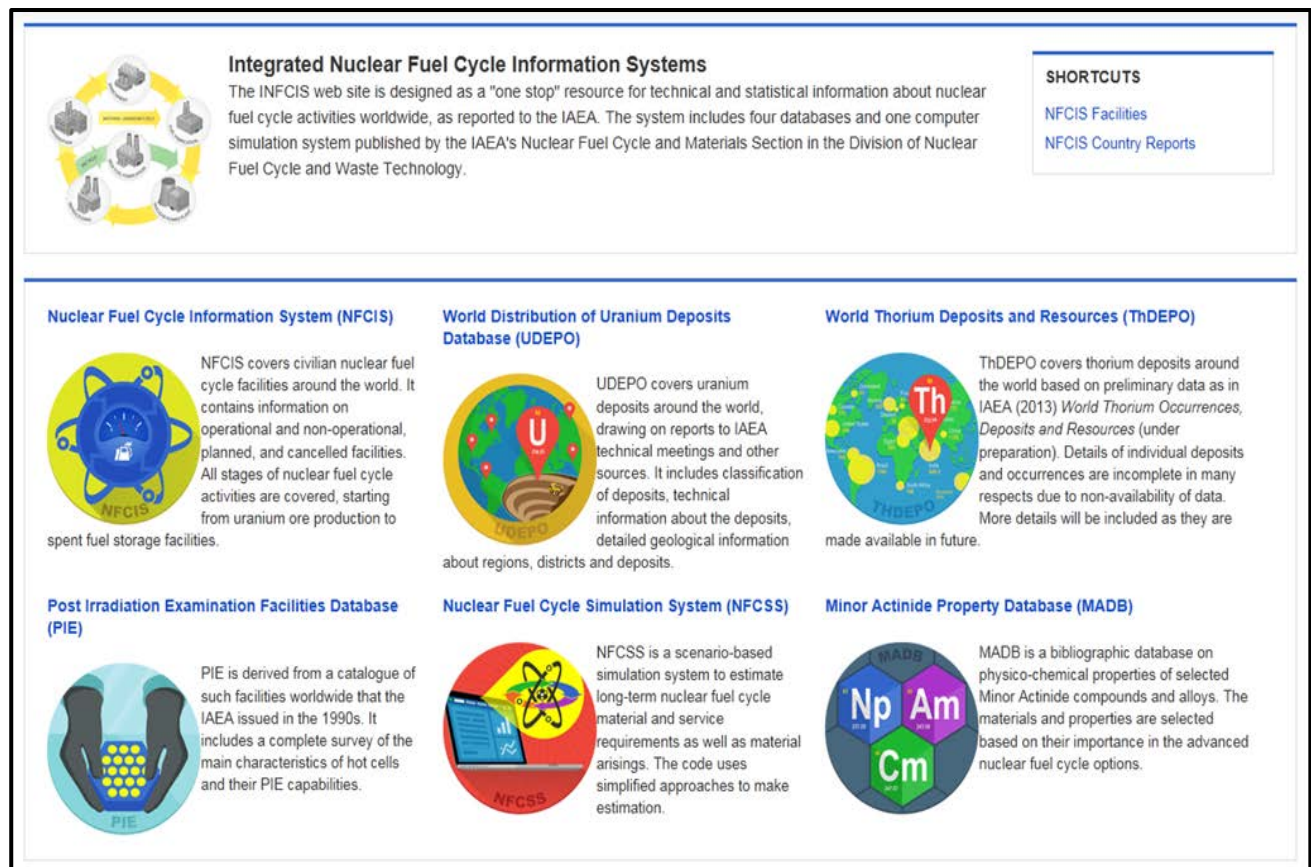 Integrated Nuclear Fuel Cycle Information Systems
The INFCIS web site is designed as a "one stop" resource for technical and statistical information about nuclear
fuel cycle activities worldwide, as reported to the IAEA. The system includes four databases and one computer
simulation system published by the IAEA's Nuclear Fuel Cycle and Materials Section in the Division of Nuclear
Fuel Cycle and Waste Technology.
SHORTCUTS
NFCIS Facilities
NFCIS Country Reports
Nuclear Fuel Cycle Information System (NFCIS)
NFCIS covers civilian nuclear fuel
cycle facilities around the world. It
contains information on
operational and non-operational,
planned, and cancelled facilities.
All stages of nuclear fuel cycle
activities are covered, starting
from uranium ore production to
spent fuel storage facilities.
NFCIS
World Distribution of Uranium Deposits
Database (UDEPO)
UDEPO covers uranium
deposits around the world,
drawing on reports to IAEA
technical meetings and other
sources. It includes classification
of deposits, technical
information about the deposits,
detailed geological information
about regions, districts and deposits.
U
UDEPO
World Thorium Deposits and Resources (ThDEPO)
ThDEPO covers thorium deposits around
the world based on preliminary data as in
IAEA (2013) World Thorium Occurrences,
Deposits and Resources (under
preparation). Details of individual deposits
and occurrences are incomplete in many
respects due to non-availability of data.
More details will be included as they are
made available in future.
Th
THDEPO
Post Irradiation Examination Facilities Database
(PIE)
PIE is derived from a catalogue of
such facilities worldwide that the
IAEA issued in the 1990s. It
includes a complete survey of the
main characteristics of hot cells
and their PIE capabilities.
PIE
Nuclear Fuel Cycle Simulation System (NFCSS)
NFCSS is a scenario-based
simulation system to estimate
long-term nuclear fuel cycle
material and service
requirements as well as material
arisings. The code uses
simplified approaches to make
estimation.
NFCSS
Minor Actinide Property Database (MADB)
MADB is a bibliographic database on
physico-chemical properties of selected
Minor Actinide compounds and alloys. The
materials and properties are selected
based on their importance in the advanced
nuclear fuel cycle options.
MADB
Np Am
Cm